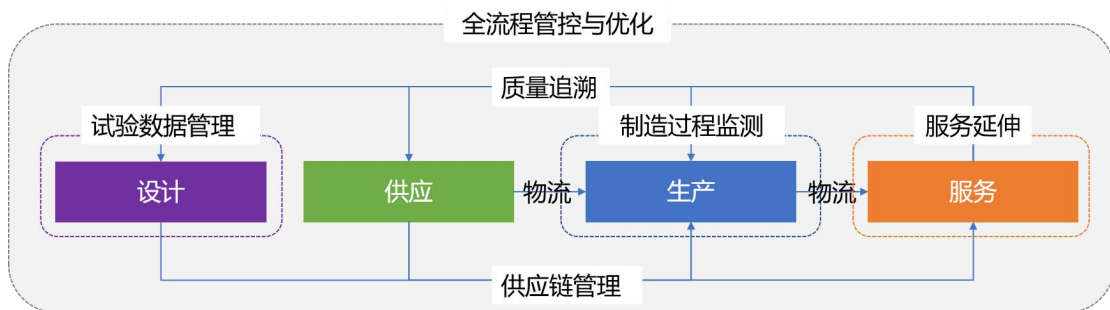 全流程管控与优化
质量追溯
试验数据管理
制造过程监测
服务延伸
设计
供应
物流
生产
物流
服务
供应链管理